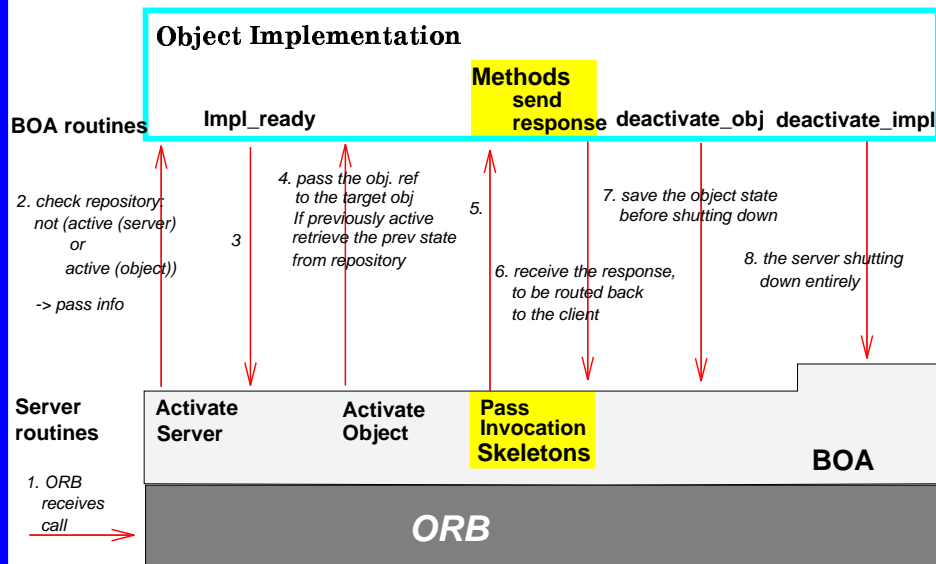 Object Implementation
Methods
send
response
BOA routines
Impl_ready
deactivate_obj
deactivate_impl
2. check repository:
not (active (server)
or
active (object))
-> pass info
3
4. pass the obj. ref
to the target obj
If previously active
retrieve the prev state
from repository
5.
6. receive the response,
to be routed back
to the client
7. save the object state
before shutting down
8. the server shutting
down entirely
Server
routines
Activate
Server
Activate
Object
Pass
Invocation
Skeletons
BOA
1. ORB
receives
call
ORB